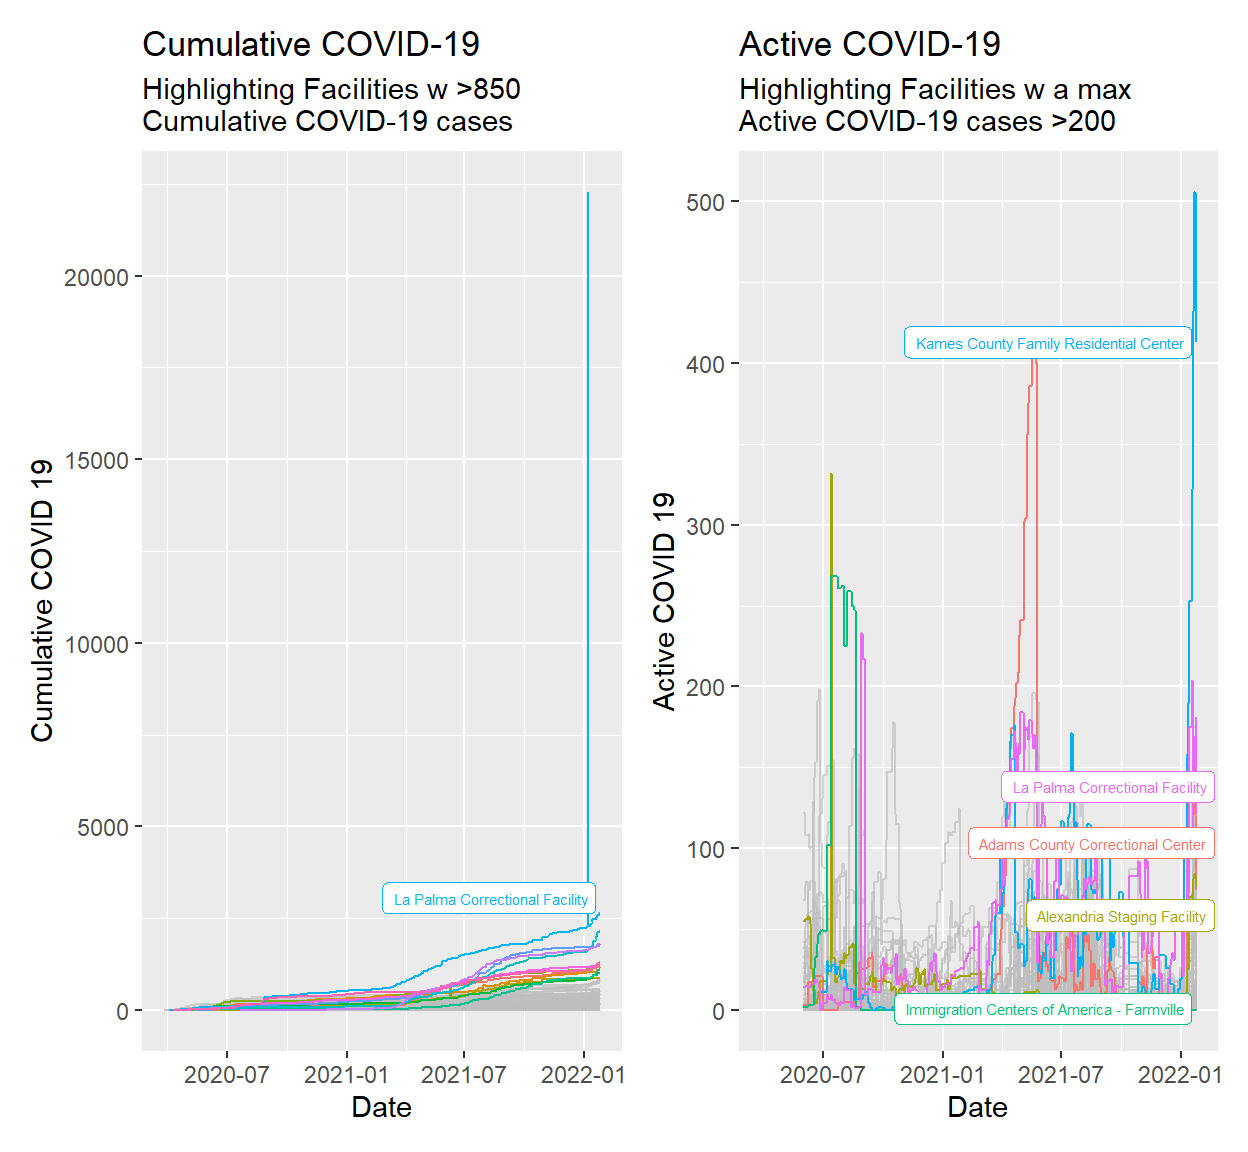 Cumulative COVID-19
Highlighting Facilities w >850
Cumulative COVID-19 cases
Cumulative COVID 19
20000
15000
10000
5000
0
La Palma Correctional Facility
2020-07
2021-01
2021-07
2022-01
Date
Active COVID-19
Highlighting Facilities w a max
Active COVID-19 cases >200
Active COVID 19
500
400
300
200
100
0
Karnes County Family Residential Center
La Palma Correctional Facility
Adams County Correctional Center
Alexandria Staging Facility
Immigration Centers of America - Farmville
2020-07
2021-01
2021-07
2022-01
Date